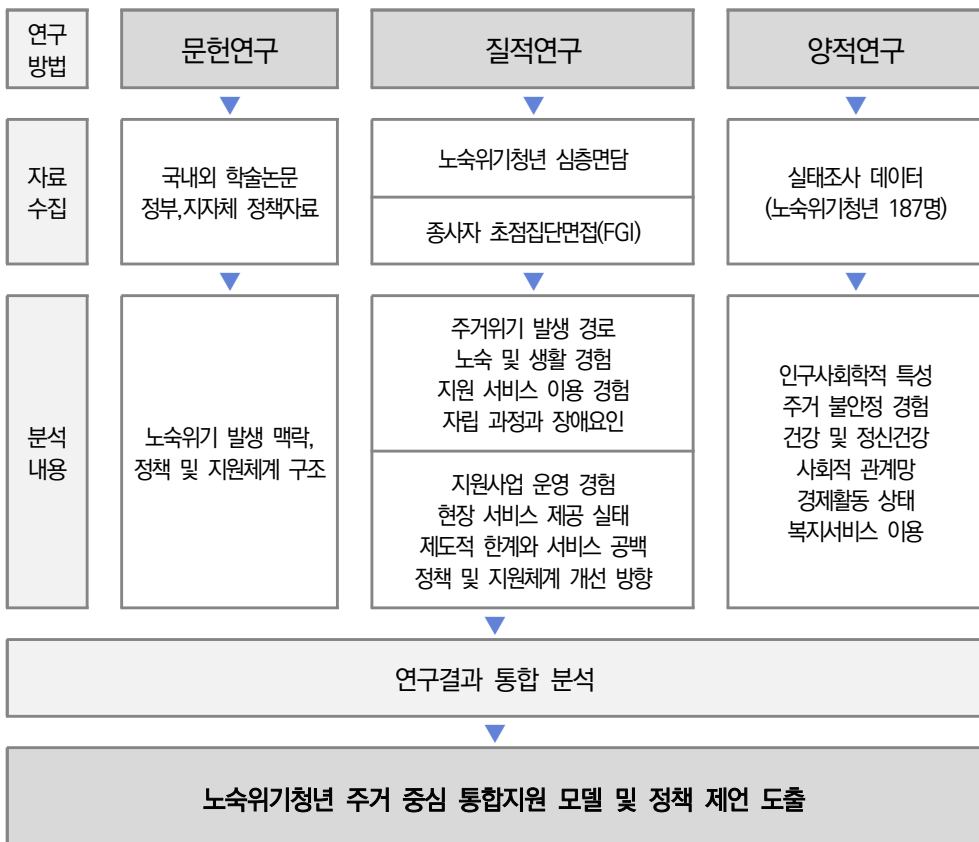 연구
방법
문헌연구
질적연구
양적연구
자료
수집
국내외 학술논문
정부,지자체 정책자료
노숙위기청년 심층면담
종사자 초점집단면접(FGI)
실태조사 데이터
(노숙위기청년 187명)
분석
내용
노숙위기 발생 맥락,
정책 및 지원체계 구조
주거위기 발생 경로
노숙 및 생활 경험
지원 서비스 이용 경험
자립 과정과 장애요인
지원사업 운영 경험
현장 서비스 제공 실태
제도적 한계와 서비스 공백
정책 및 지원체계 개선 방향
인구사회학적 특성
주거 불안정 경험
건강 및 정신건강
사회적 관계망
경제활동 상태
복지서비스 이용
연구결과 통합 분석
노숙위기청년 주거 중심 통합지원 모델 및 정책 제언 도출